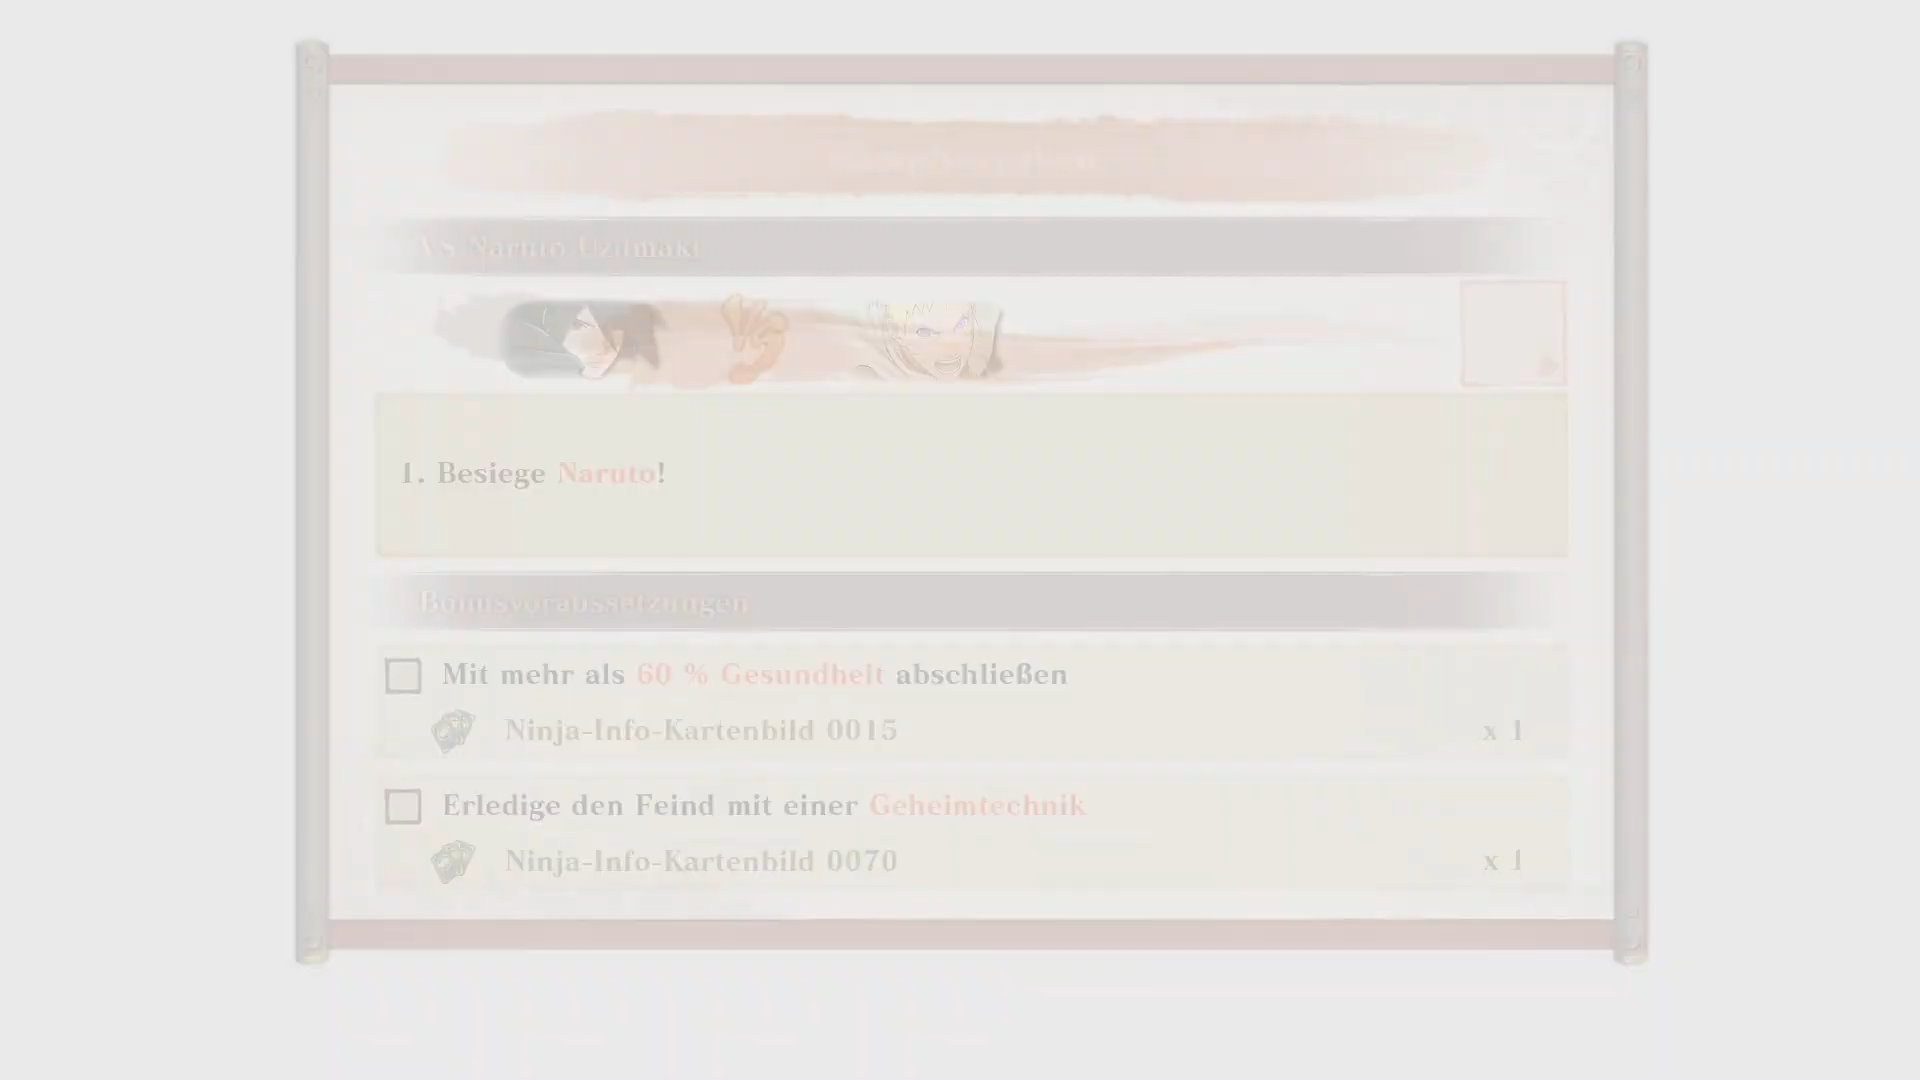 VS Naruto Uzumaki
1. Besiege Naruto!
Bonusvoraussetzungen
Mit mehr als 60 % Gesundheit abschließen
Ninja-Info-Kartenbild 0015 x 1
Erledige den Feind mit einer Geheimtechnik
Ninja-Info-Kartenbild 0070 x 1